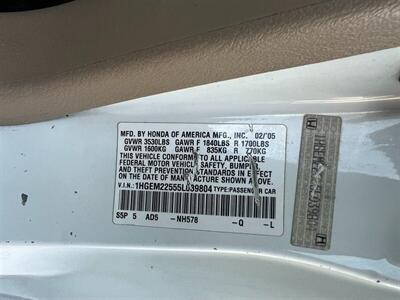 MFD. BY HONDA OF AMERICA MFG., INC. 02/'05
GVWR 3530LBS GAWR F 1840LBS R 1700LBS
GVWR 1600KG GAWR F 835KG R 770KG
THIS VEHICLE CONFORMS TO ALL APPLICABLE
FEDERAL MOTOR VEHICLE SAFETY, BUMPER,
AND THEFT PREVENTION STANDARDS IN EFFECT
ON THE DATE OF MANUFACTURE SHOWN ABOVE.
V.I.N.: 1HGEM22555L039804 TYPE: PASSENGER CAR
S5P 5 AD5 -NH578 -Q -L